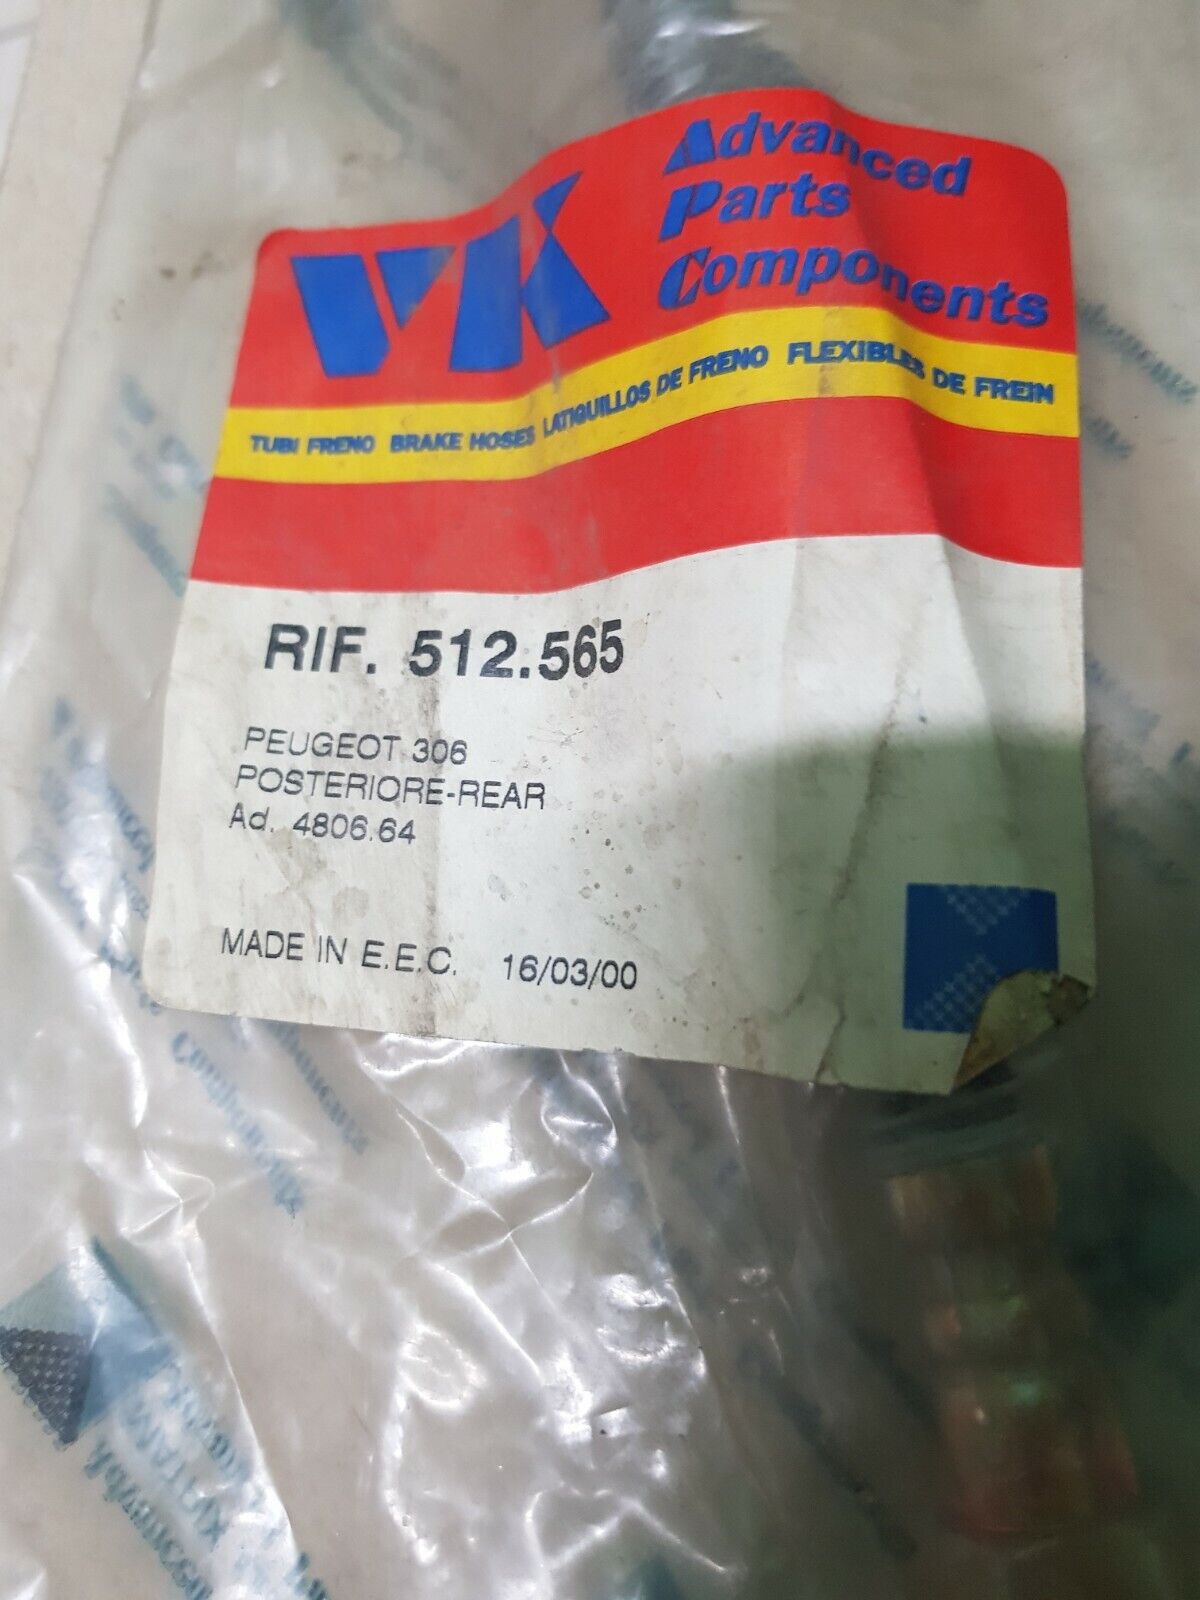 VK
Advanced
Parts
Components
TUBI FRENO BRAKE HOSES LATIGUILLOS DE FRENO FLEXIBLES DE FREIN
RIF. 512.565
PEUGEOT 306
POSTERIORE-REAR
Ad. 4806.64
MADE IN E.E.C. 16/03/00